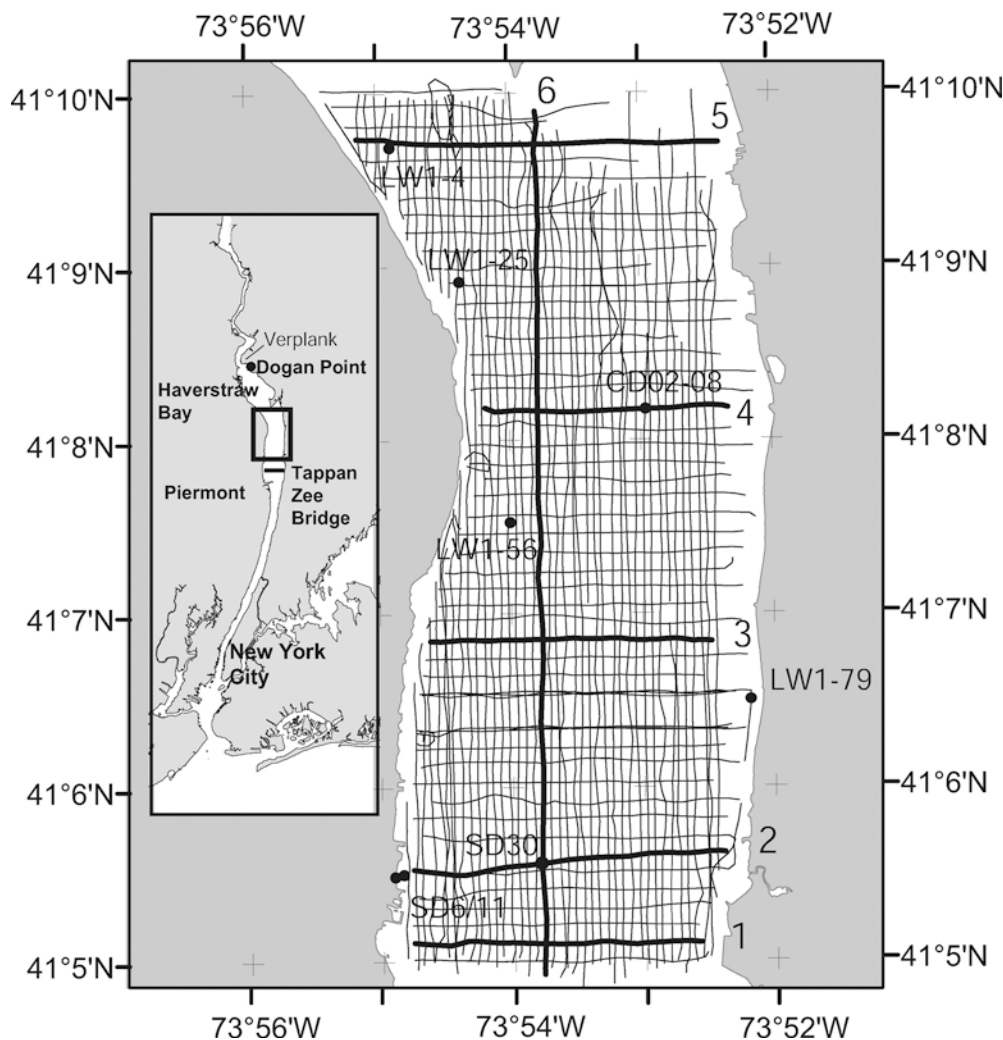 73°56'W 73°54'W 73°52'W
41°10'N 41°10'N
6
5
LW1-4
41°9'N 41°9'N
LW1-25
Verplank
Dogan Point
Haverstraw
Bay
CD02-08
4
41°8'N 41°8'N
Tappan
Zee
Bridge
Piermont
LW1-56
41°7'N 41°7'N
3
New York
City
LW1-79
41°6'N 41°6'N
2
SD30
SD6/11
1
41°5'N 41°5'N
73°56'W 73°54'W 73°52'W